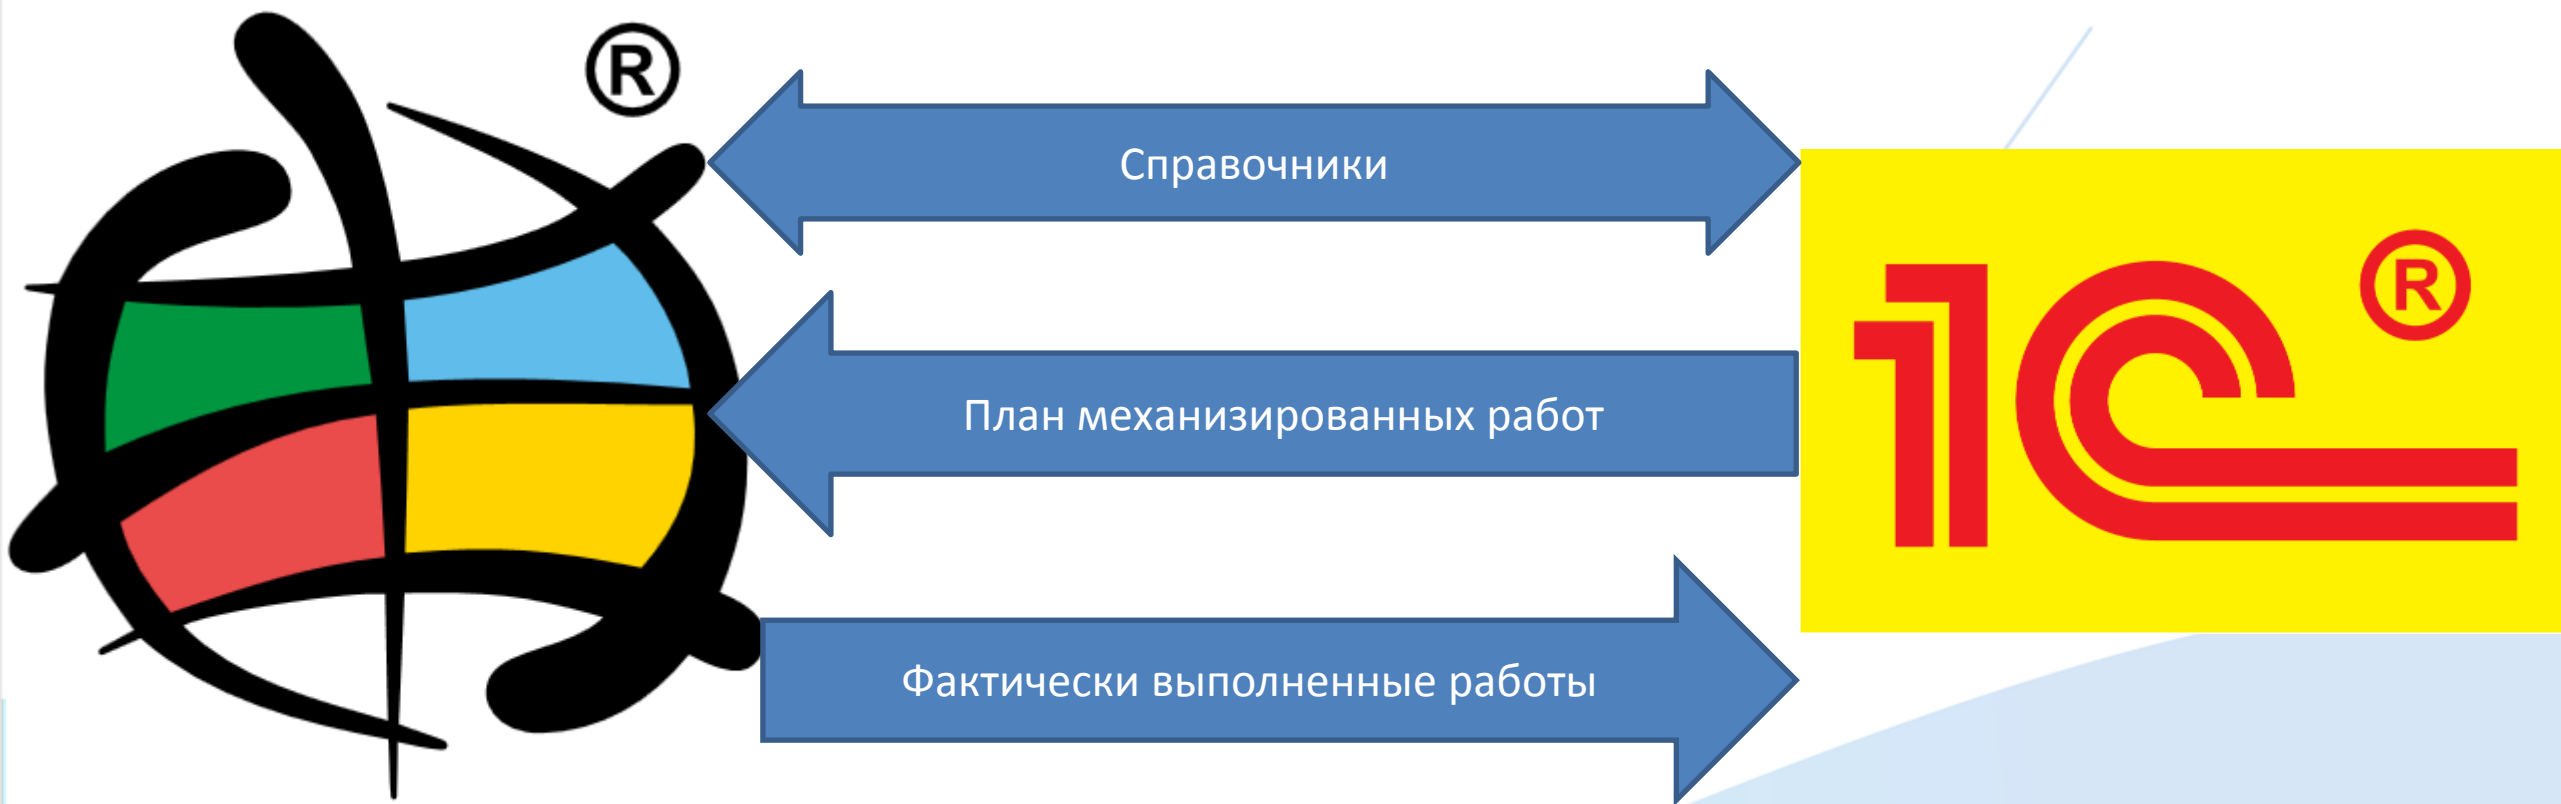 ®
Справочники
1С ®
План механизированных работ
Фактически выполненные работы